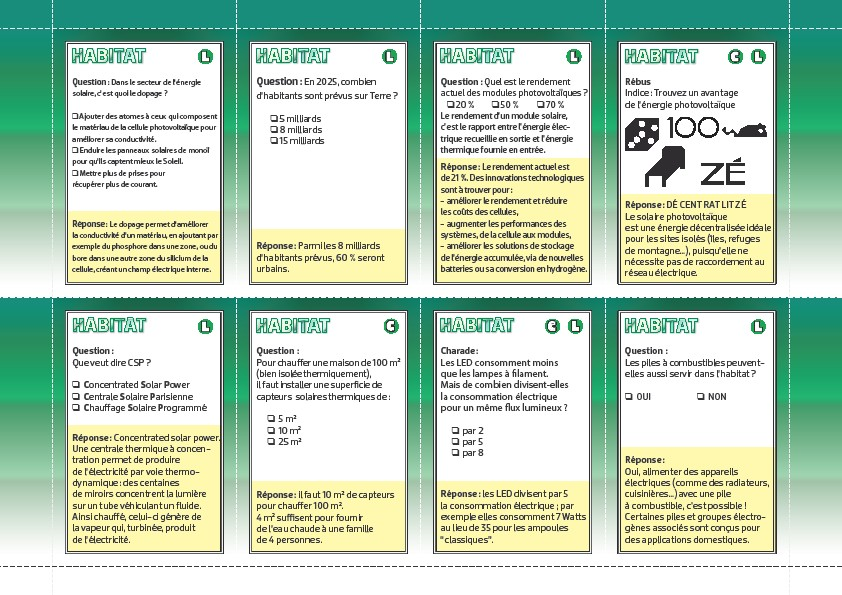 HABITAT L
Question : Dans le secteur de l'énergie
solaire, c'est quoi le dopage ?
❏ Ajouter des atomes à ceux qui composent
le matériau de la cellule photovoltaïque pour
améliorer sa conductivité.
❏ Enduire les panneaux solaires de monoï
pour qu'ils captent mieux le Soleil.
❏ Mettre plus de prises pour
récupérer plus de courant.
Réponse : Le dopage permet d'améliorer
la conductivité d'un matériau, en ajoutant par
exemple du phosphore dans une zone, ou du
bore dans une autre zone du silicium de la
cellule, créant un champ électrique interne.
HABITAT L
Question : En 2025, combien
d'habitants sont prévus sur Terre ?
❏ 5 milliards
❏ 8 milliards
❏ 15 milliards
Réponse : Parmi les 8 milliards
d'habitants prévus, 60 % seront
urbains.
HABITAT L
Question : Quel est le rendement
actuel des modules photovoltaïques ?
❏ 20 % ❏ 50 % ❏ 70 %
Le rendement d'un module solaire,
c'est le rapport entre l'énergie élec-
trique recueillie en sortie et l'énergie
thermique fournie en entrée.
Réponse : Le rendement actuel est
de 21 %. Des innovations technologiques
sont à trouver pour :
- améliorer le rendement et réduire
les coûts des cellules,
- augmenter les performances des
systèmes, de la cellule aux modules,
- améliorer les solutions de stockage
de l'énergie accumulée, via de nouvelles
batteries ou sa conversion en hydrogène.
HABITAT C L
Rébus
Indice : Trouvez un avantage
de l'énergie photovoltaïque
100
ZÉ
Réponse : DÉ CENT RAT LIT ZÉ
Le solaire photovoltaïque
est une énergie décentralisée idéale
pour les sites isolés (îles, refuges
de montagne...), puisqu'elle ne
nécessite pas de raccordement au
réseau électrique.
HABITAT L
Question :
Que veut dire CSP ?
❏ Concentrated Solar Power
❏ Centrale Solaire Parisienne
❏ Chauffage Solaire Programmé
Réponse : Concentrated solar power.
Une centrale thermique à concen-
tration permet de produire
de l'électricité par voie thermo-
dynamique : des centaines
de miroirs concentrent la lumière
sur un tube véhiculant un fluide.
Ainsi chauffé, celui-ci génère de
la vapeur qui, turbinée, produit
de l'électricité.
HABITAT C
Question :
Pour chauffer une maison de 100 m²
(bien isolée thermiquement),
il faut installer une superficie de
capteurs solaires thermiques de :
❏ 5 m²
❏ 10 m²
❏ 25 m²
Réponse : il faut 10 m² de capteurs
pour chauffer 100 m².
4 m² suffisent pour fournir
de l'eau chaude à une famille
de 4 personnes.
HABITAT C L
Charade:
Les LED consomment moins
que les lampes à filament.
Mais de combien divisent-elles
la consommation électrique
pour un même flux lumineux ?
❏ par 2
❏ par 5
❏ par 8
Réponse : les LED divisent par 5
la consommation électrique ; par
exemple elles consomment 7 Watts
au lieu de 35 pour les ampoules
"classiques".
HABITAT L
Question :
Les piles à combustibles peuvent-
elles aussi servir dans l'habitat ?
❏ OUI ❏ NON
Réponse :
Oui, alimenter des appareils
électriques (comme des radiateurs,
cuisinières...) avec une pile
à combustible, c'est possible !
Certaines piles et groupes électro-
gènes associés sont conçus pour
des applications domestiques.